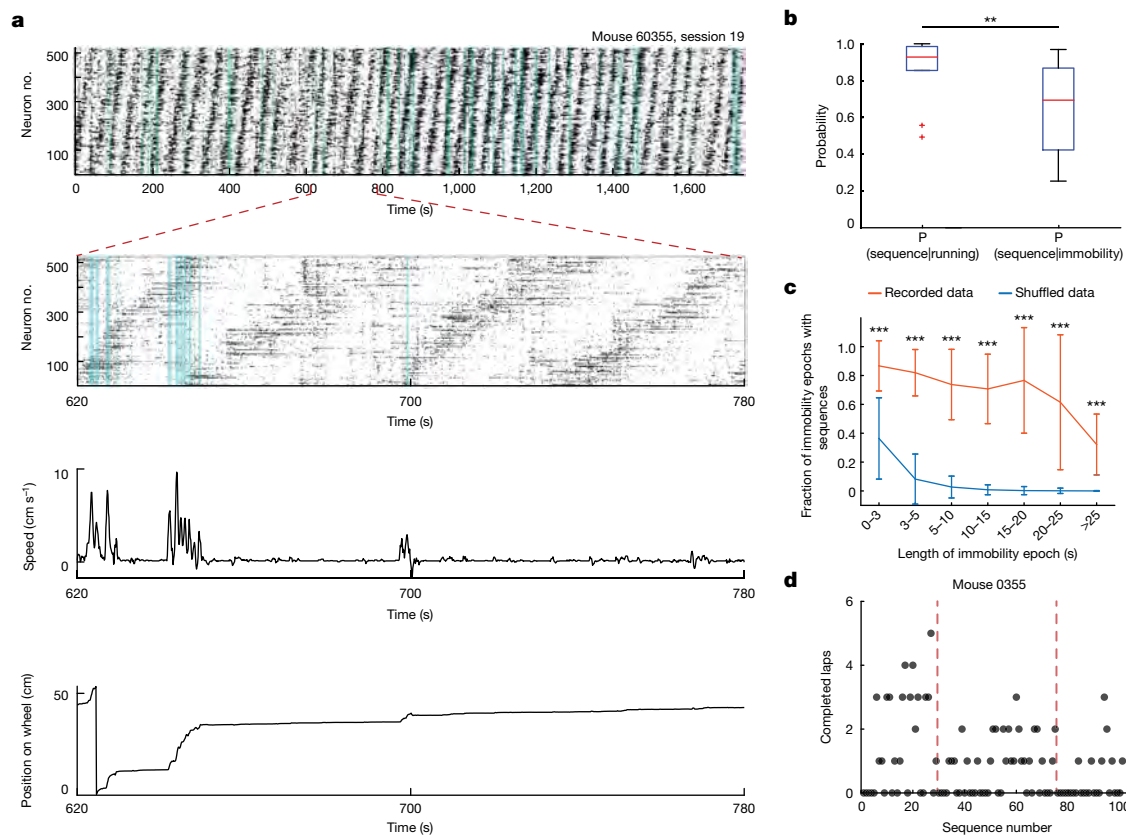 a
Mouse 60355, session 19
Neuron no.
500
300
100
0 200 400 600 800 1,000 1,200 1,400 1,600
Time (s)
Neuron no.
500
300
100
620 700 780
Time (s)
Speed (cm s⁻¹)
10
0
620 700 780
Time (s)
Position on wheel (cm)
50
0
620 700 780
Time (s)
b
**
Probability
1.0
0.8
0.6
0.4
0.2
0
P P
(sequence|running) (sequence|immobility)
c
Recorded data Shuffled data
Fraction of immobility epochs with
sequences
1.0
0.8
0.6
0.4
0.2
0
*** *** *** *** *** *** ***
0–3 3–5 5–10 10–15 15–20 20–25 >25
Length of immobility epoch (s)
d
Mouse 0355
Completed laps
6
4
2
0
0 20 40 60 80 100
Sequence number